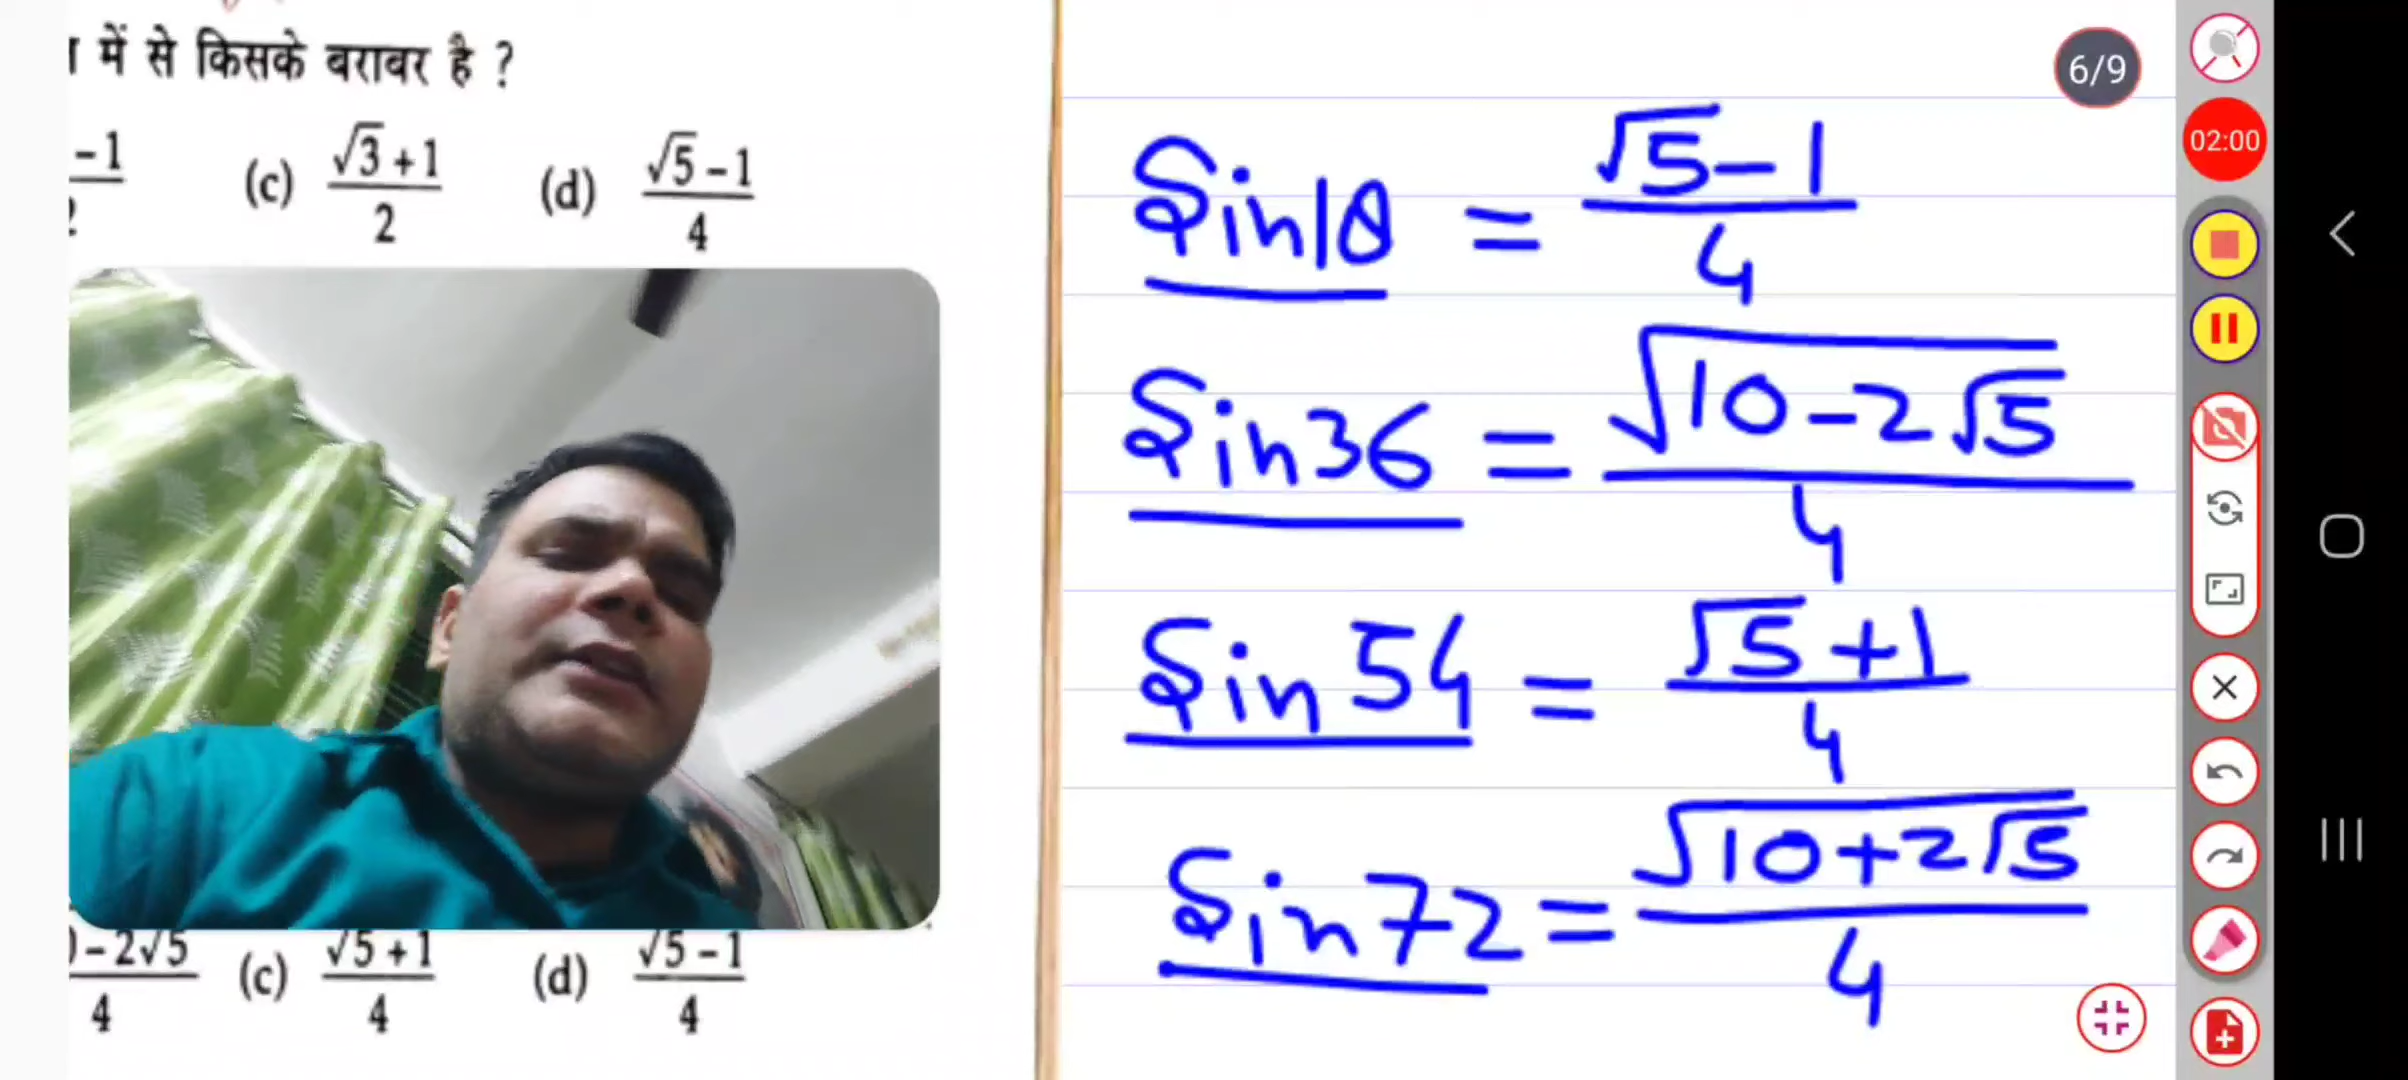 में से किसके बराबर है ?
-1 (c) √3+1/2 (d) √5-1/4
6/9
02:00
Sin18 = √5-1/4
Sin36 = √(10-2√5)/4
Sin54 = √5+1/4
Sin72 = √(10+2√5)/4
-2√5/4 (c) √5+1/4 (d) √5-1/4